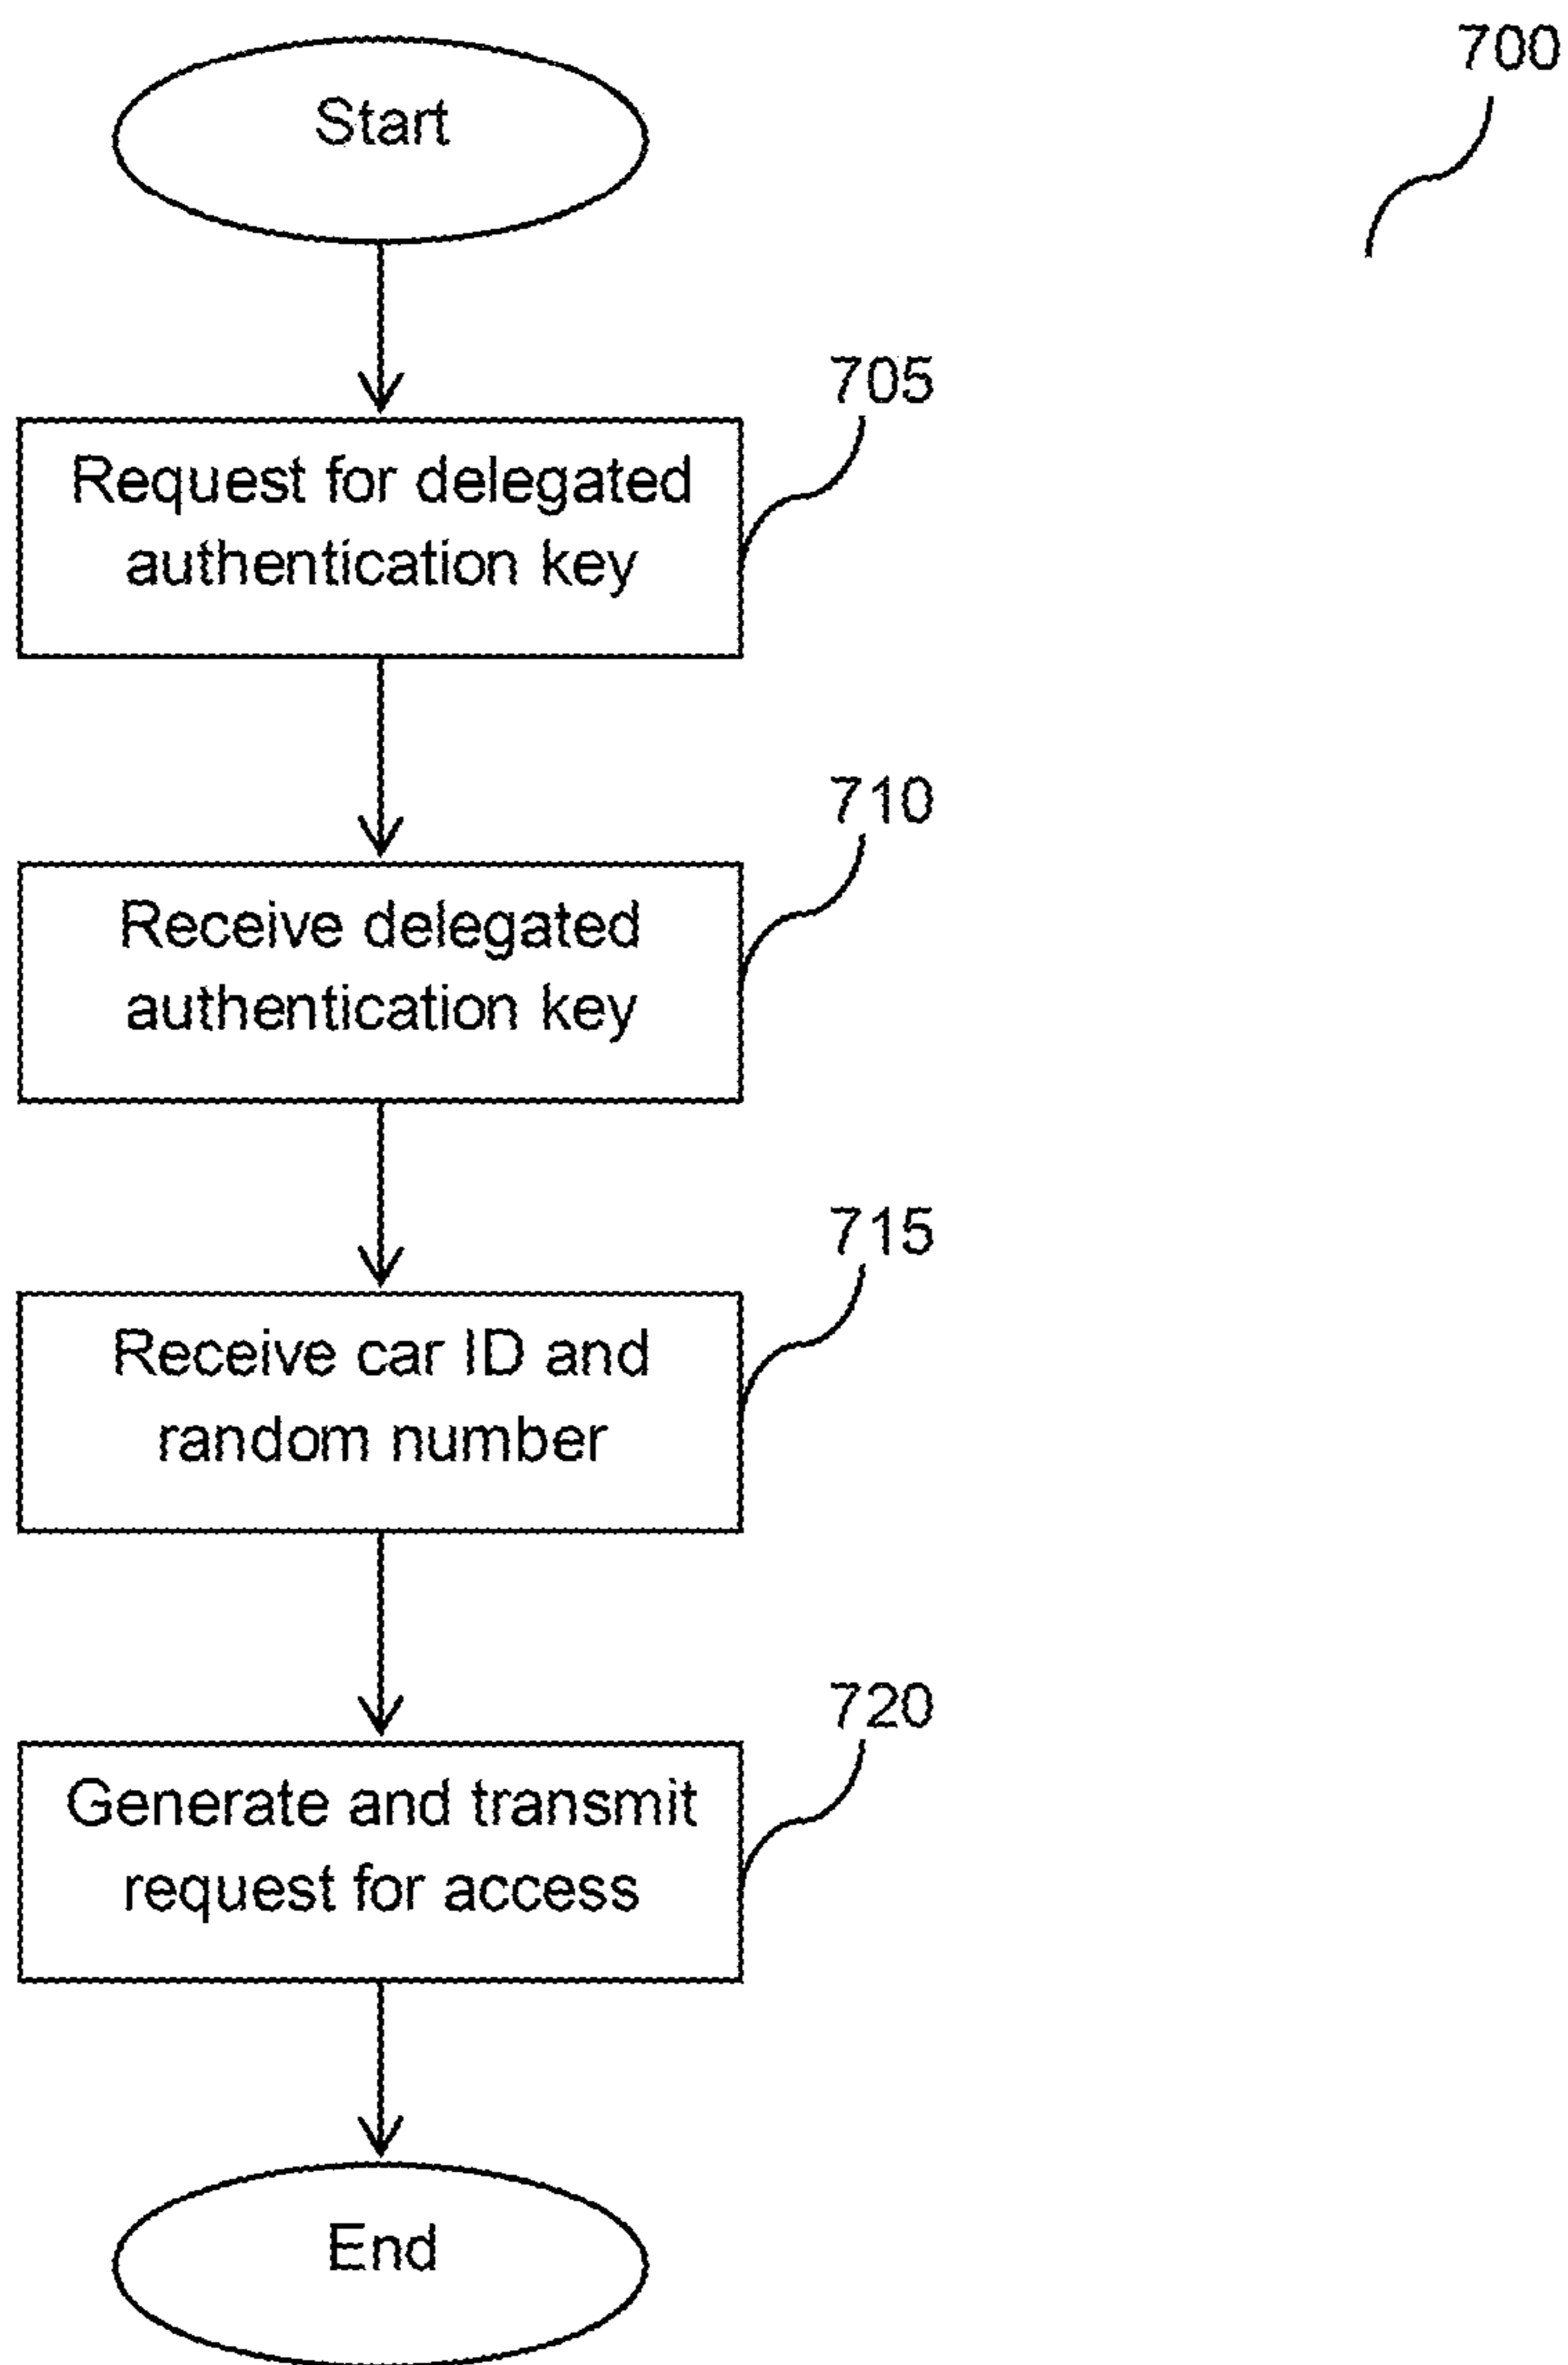 700
Start
705
Request for delegated
authentication key
710
Receive delegated
authentication key
715
Receive car ID and
random number
720
Generate and transmit
request for access
End